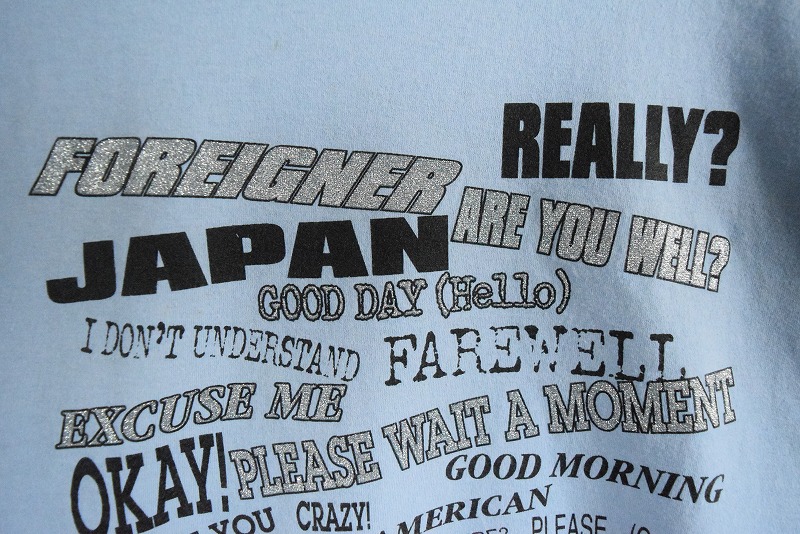 REALLY?
FOREIGNER
ARE YOU WELL?
JAPAN
GOOD DAY (Hello)
I DON'T UNDERSTAND
FAREWELL
EXCUSE ME
PLEASE WAIT A MOMENT
OKAY!
GOOD MORNING
YOU CRAZY!
AMERICAN
PLEASE